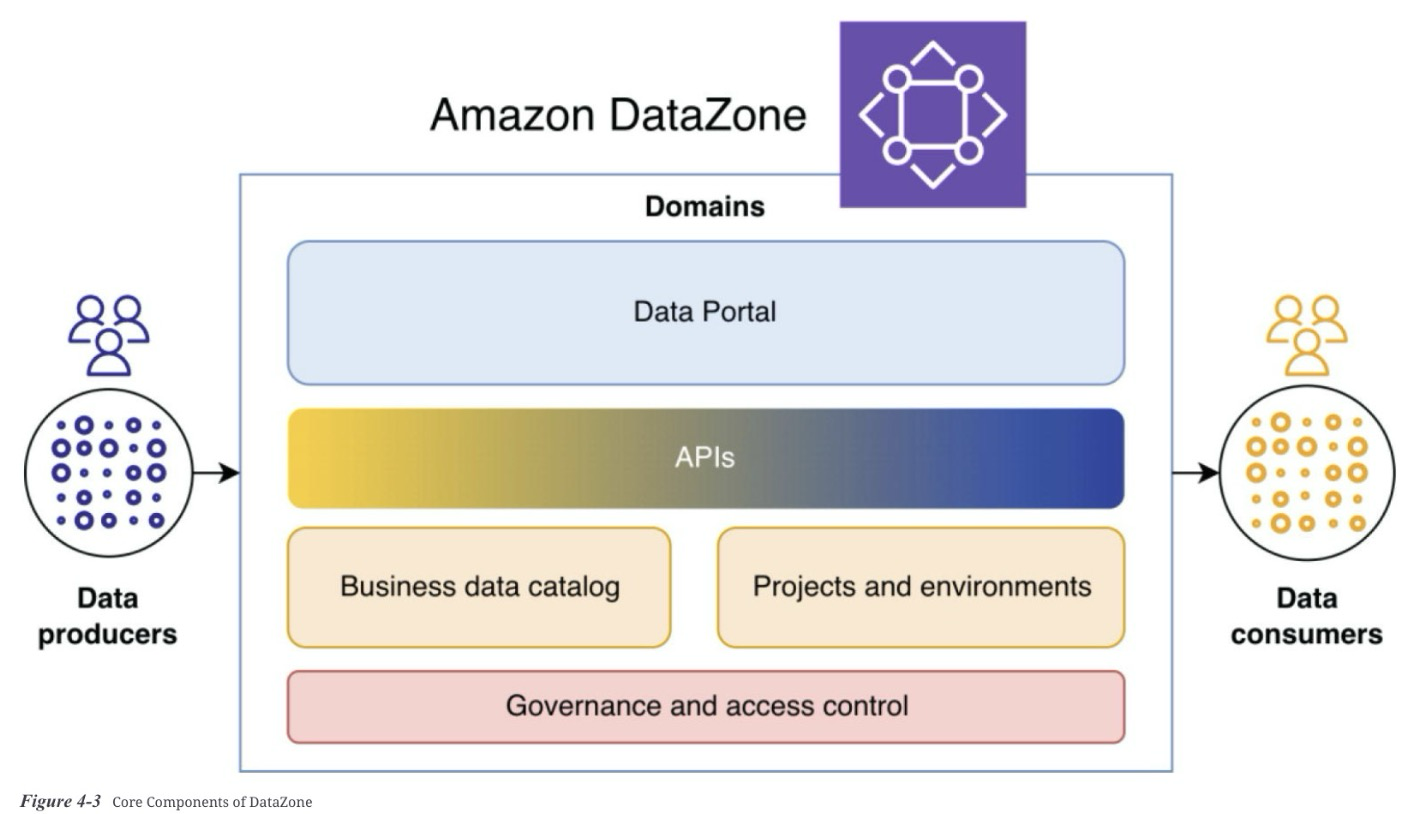 Amazon DataZone
Domains
Data Portal
APIs
Business data catalog
Projects and environments
Governance and access control
Data
producers
Data
consumers
Figure 4-3 Core Components of DataZone